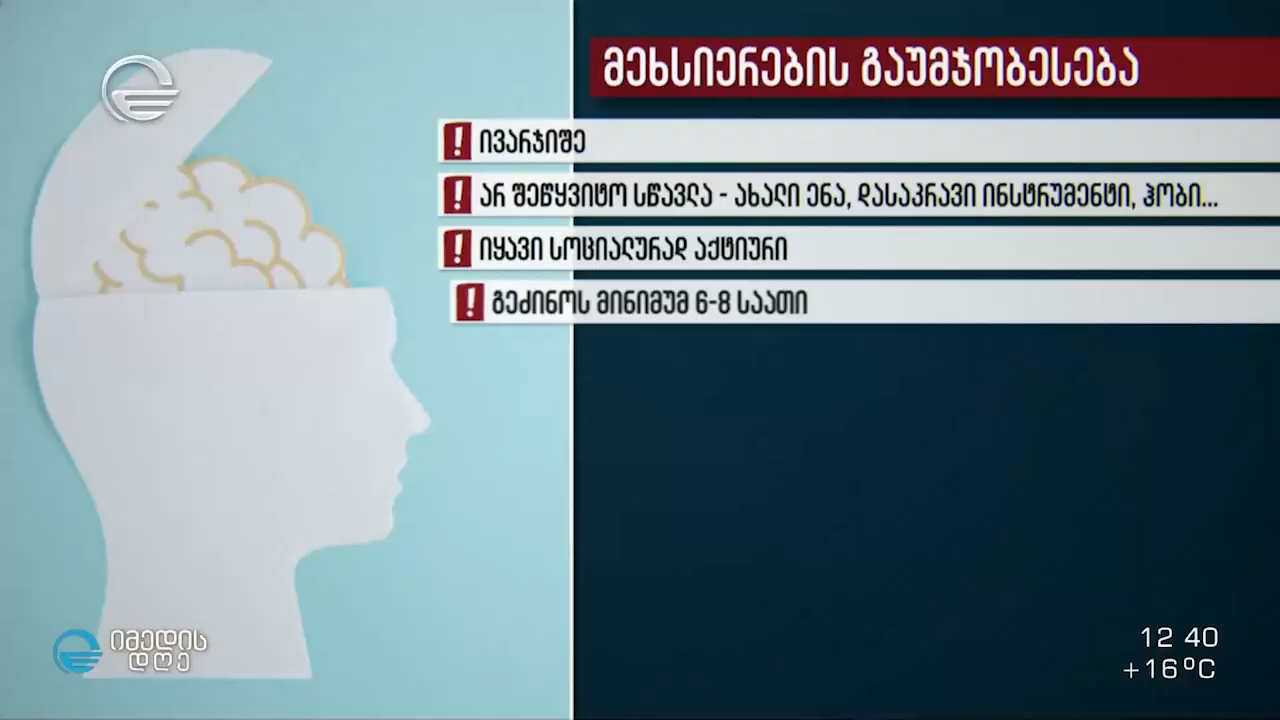 მეხსიერების გაუმჯობესება
ივარჯიშე
არ შეწყვიტო სწავლა - ახალი ენა, დასაკრავი ინსტრუმენტი, ჰობი...
იყავი სოციალურად აქტიური
გეძინოს მინიმუმ 6-8 საათი
იმედის
დღე
12 40
+16°C